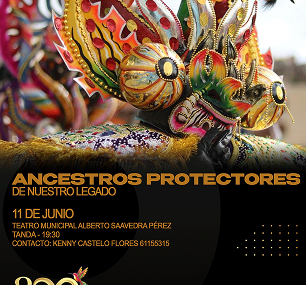 ANCESTROS PROTECTORES
DE NUESTRO LEGADO
11 DE JUNIO
TEATRO MUNICIPAL ALBERTO SAAVEDRA PÉREZ
TANDA - 19:30
CONTACTO: KENNY CASTELO FLORES 61155315